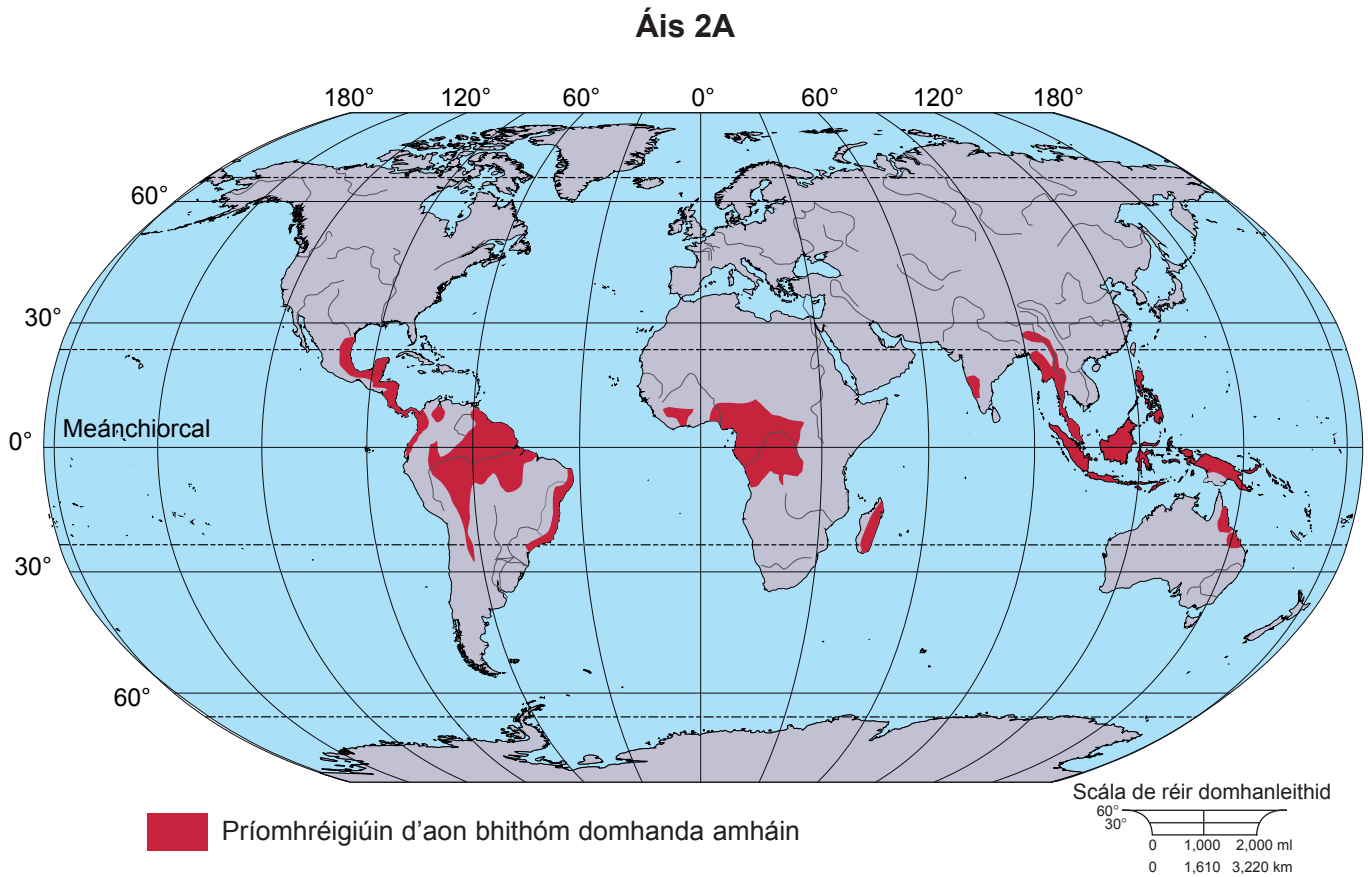 Áis 2A
180° 120° 60° 0° 60° 120° 180°
60°
30°
Meánchiorcal
0°
30°
60°
Scála de réir domhanleithid
60°
30°
0 1,000 2,000 ml
0 1,610 3,220 km
Príomhréigiúin d'aon bhithóm domhanda amháin